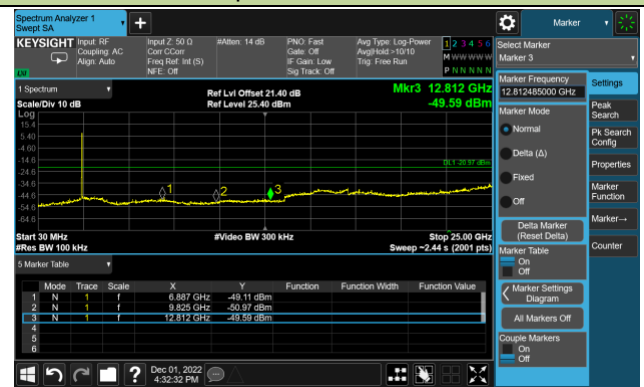 Spectrum Analyzer 1
Swept SA
+
Marker
KEYSIGHT
Input: RF
Coupling: AC
Align: Auto
Input Z: 50 Ω
Corr CCorr
Freq Ref: Int (S)
NFE: Off
#Atten: 14 dB
PNO: Fast
Gate: Off
IF Gain: Low
Sig Track: Off
Avg Type: Log-Power
Avg|Hold >10/10
Trig: Free Run
1 2 3 4 5 6
M W W W W W
P N N N N N
LXI
Select Marker
Marker 3
1 Spectrum
Scale/Div 10 dB
Log
Ref Lvl Offset 21.40 dB
Ref Level 25.40 dBm
Mkr3 12.812 GHz
-49.59 dBm
15.4
5.40
-4.60
-14.6
-24.6
-34.6
-44.6
-54.6
-64.6
DL1 -20.97 dBm
1
2
3
Start 30 MHz
#Res BW 100 kHz
#Video BW 300 kHz
Stop 25.00 GHz
Sweep ~2.44 s (2001 pts)
5 Marker Table
Mode Trace Scale X Y Function Function Width Function Value
1 N 1 f 6.887 GHz -49.11 dBm
2 N 1 f 9.825 GHz -50.97 dBm
3 N 1 f 12.812 GHz -49.59 dBm
4
5
6
Marker Frequency
12.812485000 GHz
Marker Mode
Normal
Delta (Δ)
Fixed
Off
Delta Marker
(Reset Delta)
Marker Table
On
Off
Marker Settings
Diagram
All Markers Off
Couple Markers
On
Off
Settings
Peak
Search
Pk Search
Config
Properties
Marker
Function
Marker→
Counter
?
Dec 01, 2022
4:32:32 PM